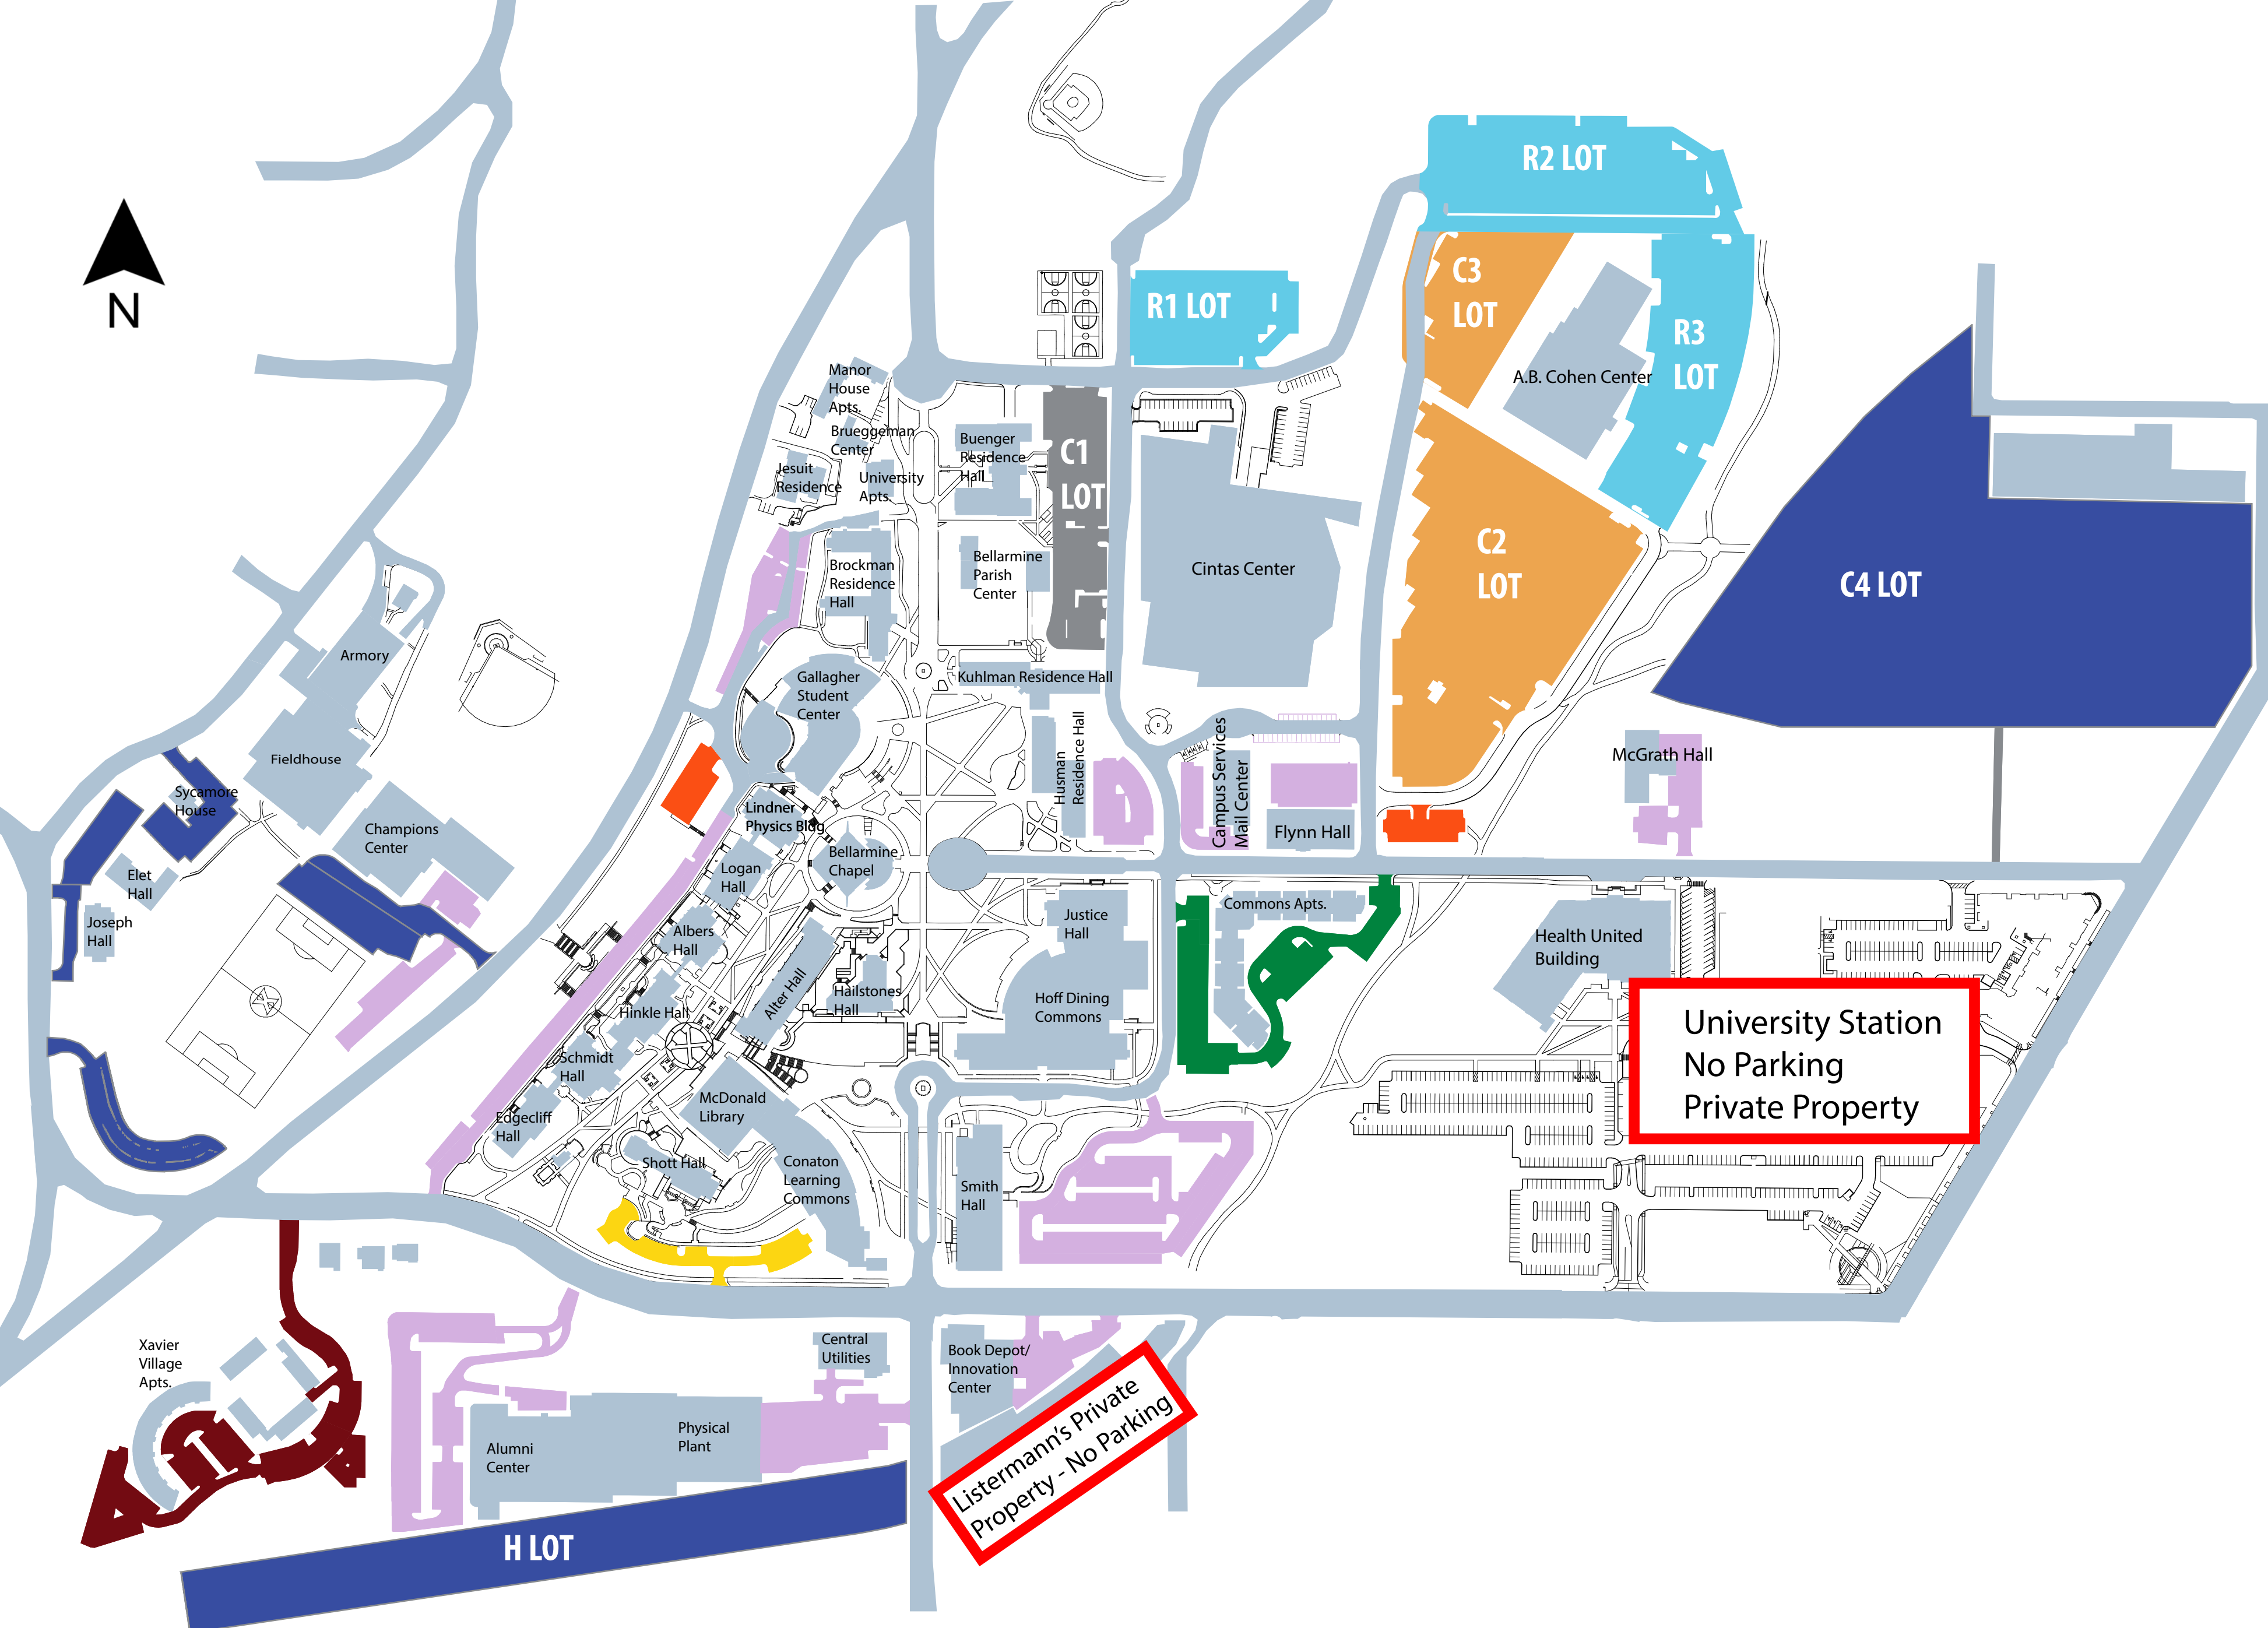 N
R2 LOT
C3
LOT
R1 LOT
R3
LOT
A.B. Cohen Center
Manor
House
Apts.
Brueggeman
Center
Buenger
Residence
Hall
C1
LOT
Jesuit
Residence
University
Apts.
C2
LOT
C4 LOT
Brockman
Residence
Hall
Bellarmine
Parish
Center
Cintas Center
Armory
Gallagher
Student
Center
Kuhlman Residence Hall
Fieldhouse
Husman
Residence Hall
Campus Services
Mail Center
McGrath Hall
Sycamore
House
Lindner
Physics Bldg
Champions
Center
Flynn Hall
Bellarmine
Chapel
Elet
Hall
Logan
Hall
Joseph
Hall
Justice
Hall
Commons Apts.
Albers
Hall
Health United
Building
Alter Hall
Hailstones
Hall
Hoff Dining
Commons
Hinkle Hall
University Station
No Parking
Private Property
Schmidt
Hall
McDonald
Library
Edgecliff
Hall
Shott Hall
Conaton
Learning
Commons
Smith
Hall
Xavier
Village
Apts.
Central
Utilities
Book Depot/
Innovation
Center
Listermann's Private
Property - No Parking
Physical
Plant
Alumni
Center
H LOT